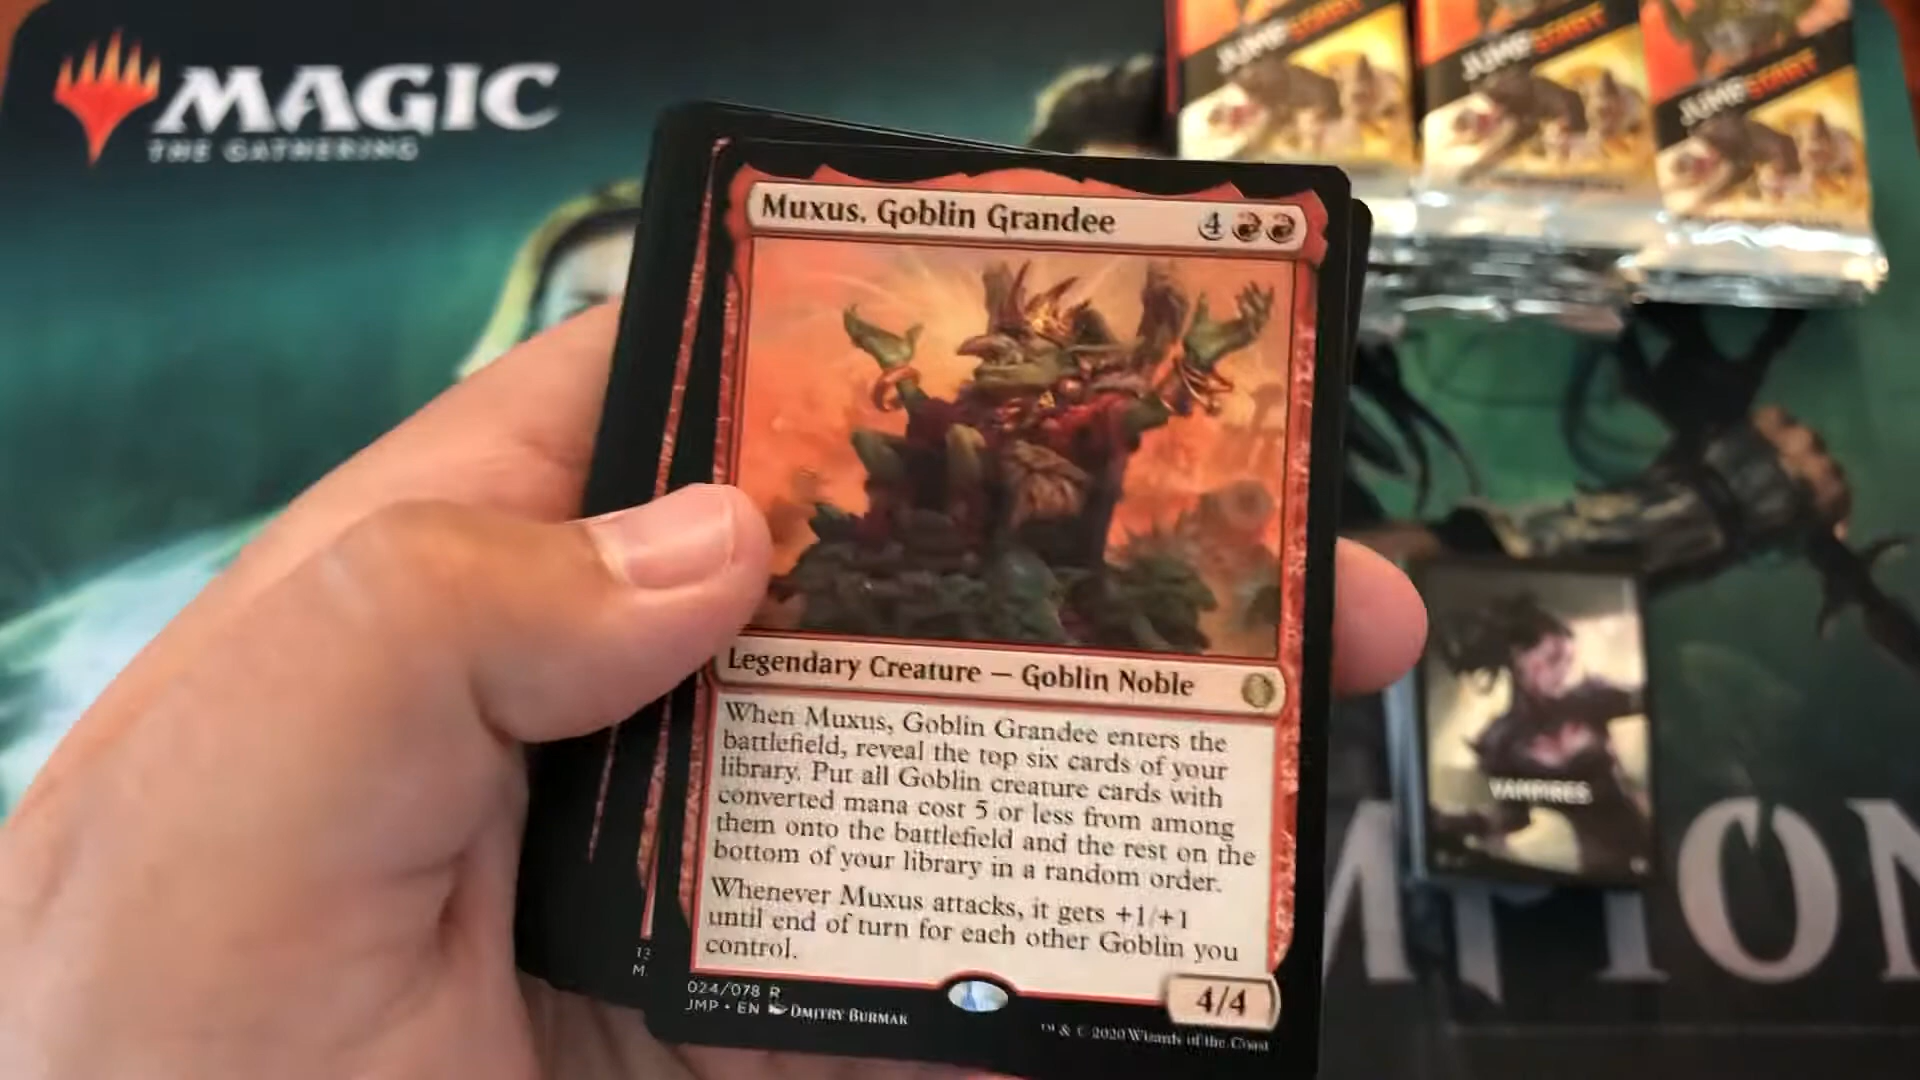 MAGIC
THE GATHERING
JUMPSTART
JUMPSTART
JUMPSTART
Muxus, Goblin Grandee 4
Legendary Creature — Goblin Noble
When Muxus, Goblin Grandee enters the
battlefield, reveal the top six cards of your
library. Put all Goblin creature cards with
converted mana cost 5 or less from among
them onto the battlefield and the rest on the
bottom of your library in a random order.
Whenever Muxus attacks, it gets +1/+1
until end of turn for each other Goblin you
control.
4/4
024/078 R
JMP • EN DMITRY BURMAK
™ & © 2020 Wizards of the Coast
13
M
VAMPIRES
ION